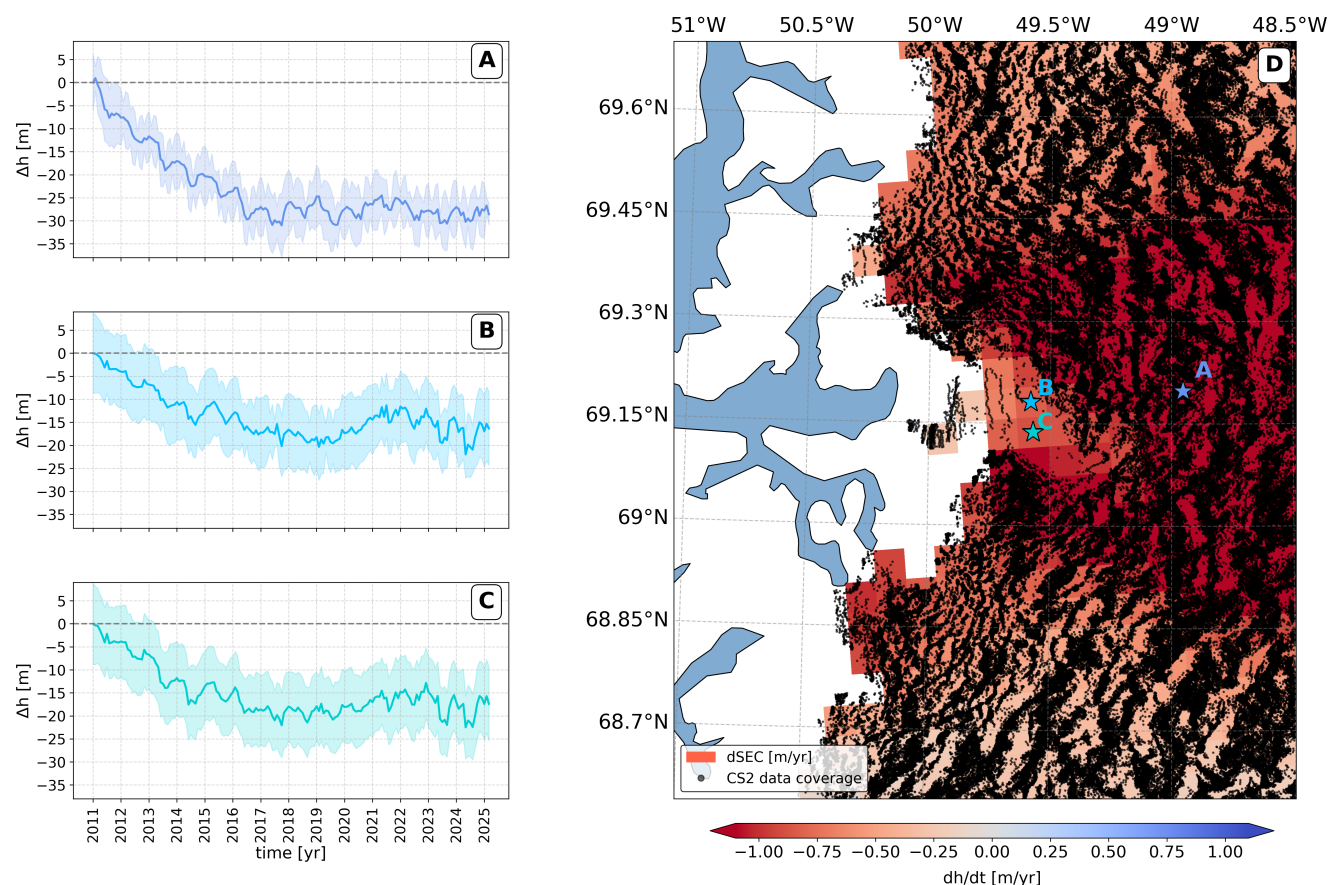 A
Δh [m]
5
0
−5
−10
−15
−20
−25
−30
−35
B
Δh [m]
5
0
−5
−10
−15
−20
−25
−30
−35
C
Δh [m]
5
0
−5
−10
−15
−20
−25
−30
−35
2011 2012 2013 2014 2015 2016 2017 2018 2019 2020 2021 2022 2023 2024 2025
time [yr]
51°W 50.5°W 50°W 49.5°W 49°W 48.5°W
D
69.6°N
69.45°N
69.3°N
69.15°N
69°N
68.85°N
68.7°N
A
B
C
dSEC [m/yr]
CS2 data coverage
−1.00 −0.75 −0.50 −0.25 0.00 0.25 0.50 0.75 1.00
dh/dt [m/yr]